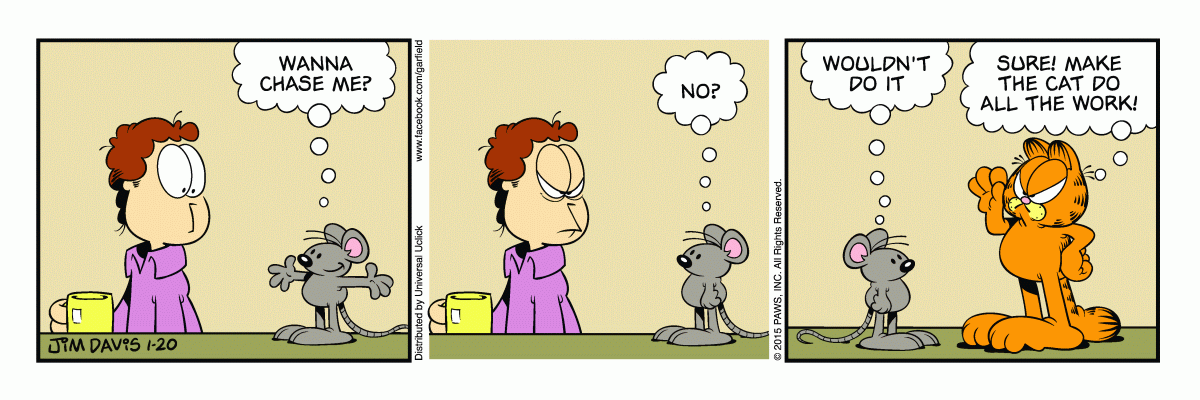 WANNA
CHASE ME?
JIM DAVIS 1-20
www.facebook.com/garfield
Distributed by Universal Uclick
NO?
© 2015 PAWS, INC. All Rights Reserved.
WOULDN'T
DO IT
SURE! MAKE
THE CAT DO
ALL THE WORK!